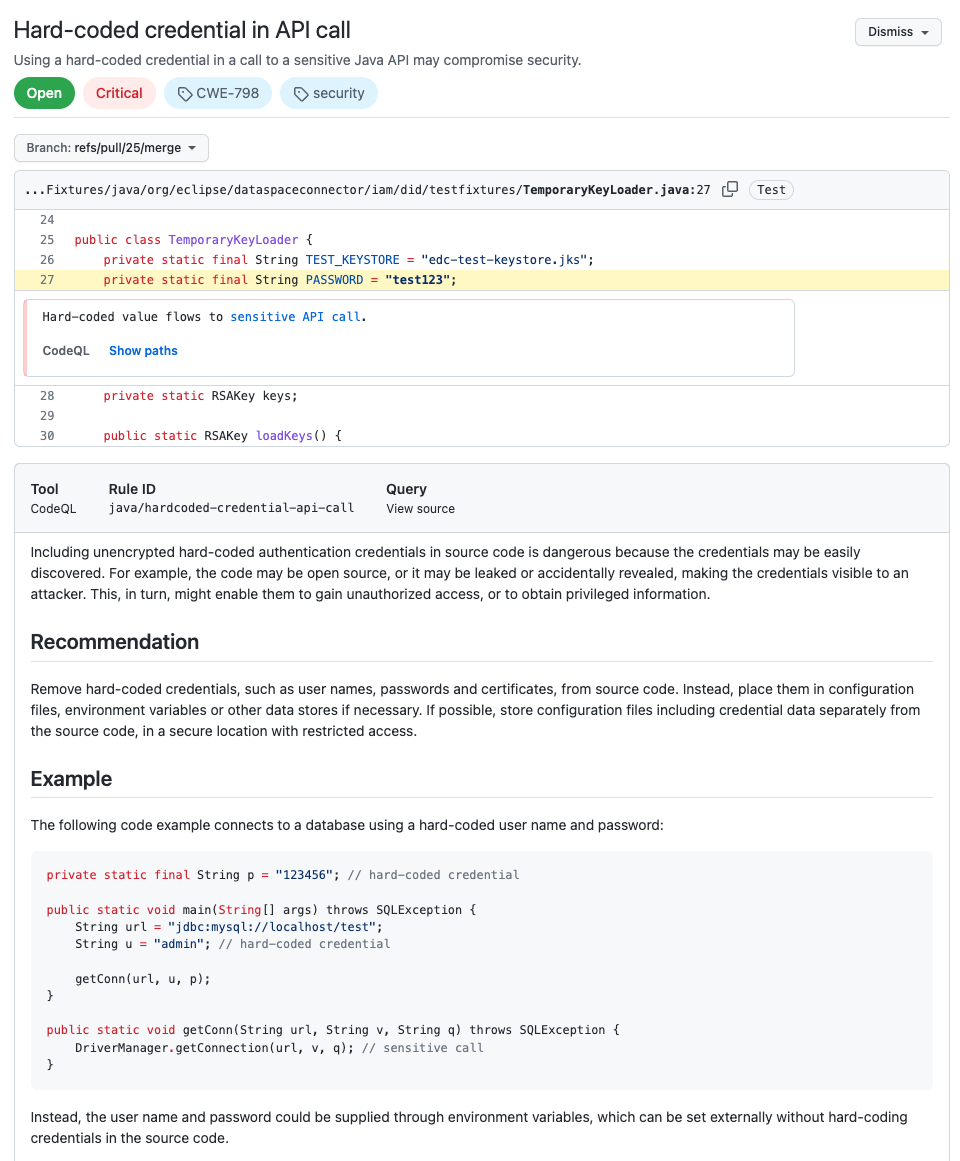 Hard-coded credential in API call
Dismiss
Using a hard-coded credential in a call to a sensitive Java API may compromise security.
Open Critical CWE-798 security
Branch: refs/pull/25/merge
...Fixtures/java/org/eclipse/dataspaceconnector/iam/did/testfixtures/TemporaryKeyLoader.java:27 Test
24
25 public class TemporaryKeyLoader {
26 private static final String TEST_KEYSTORE = "edc-test-keystore.jks";
27 private static final String PASSWORD = "test123";
Hard-coded value flows to sensitive API call.
CodeQL Show paths
28 private static RSAKey keys;
29
30 public static RSAKey loadKeys() {
Tool Rule ID Query
CodeQL java/hardcoded-credential-api-call View source
Including unencrypted hard-coded authentication credentials in source code is dangerous because the credentials may be easily
discovered. For example, the code may be open source, or it may be leaked or accidentally revealed, making the credentials visible to an
attacker. This, in turn, might enable them to gain unauthorized access, or to obtain privileged information.
Recommendation
Remove hard-coded credentials, such as user names, passwords and certificates, from source code. Instead, place them in configuration
files, environment variables or other data stores if necessary. If possible, store configuration files including credential data separately from
the source code, in a secure location with restricted access.
Example
The following code example connects to a database using a hard-coded user name and password:
private static final String p = "123456"; // hard-coded credential
public static void main(String[] args) throws SQLException {
String url = "jdbc:mysql://localhost/test";
String u = "admin"; // hard-coded credential
getConn(url, u, p);
}
public static void getConn(String url, String v, String q) throws SQLException {
DriverManager.getConnection(url, v, q); // sensitive call
}
Instead, the user name and password could be supplied through environment variables, which can be set externally without hard-coding
credentials in the source code.